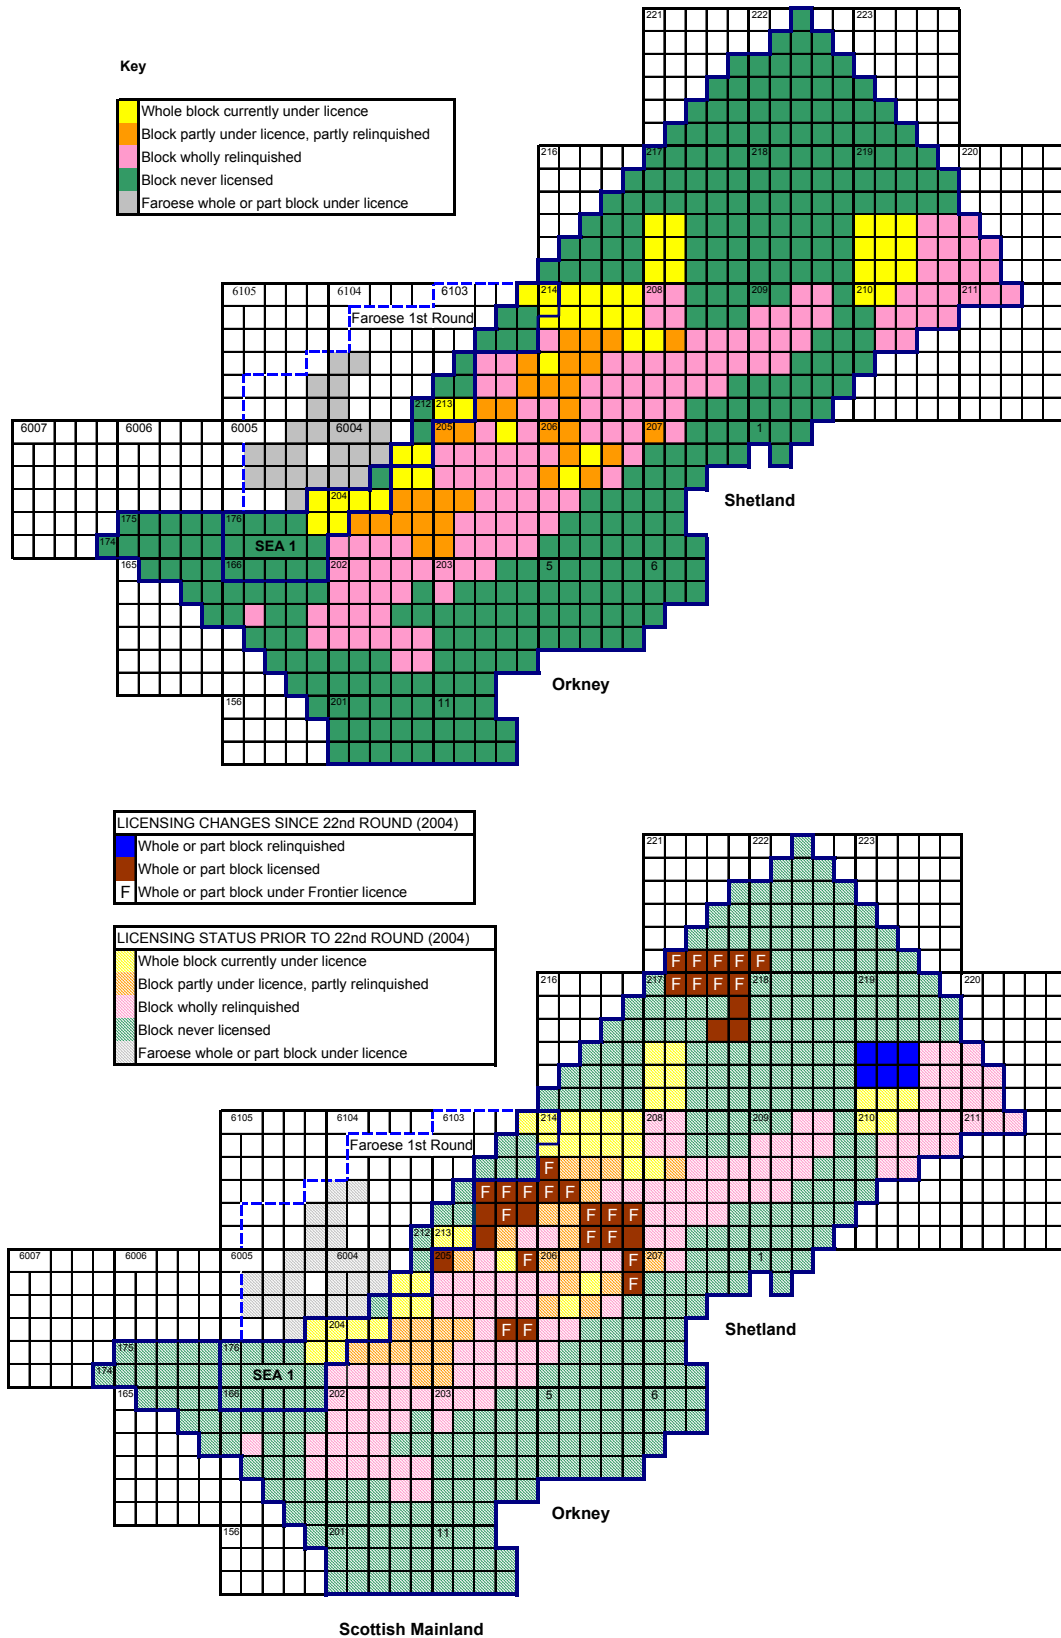 221 222 223
Key
Whole block currently under licence
Block partly under licence, partly relinquished
Block wholly relinquished
Block never licensed
Faroese whole or part block under licence
216 217 218 219 220
6105 6104 6103 214 208 209 210 211
Faroese 1st Round
212 213
6007 6006 6005 6004 205 206 207 1
204
Shetland
175 176
174 SEA 1
165 166 202 203 5 6
Orkney
156 201 11
LICENSING CHANGES SINCE 22nd ROUND (2004)
Whole or part block relinquished
Whole or part block licensed
F Whole or part block under Frontier licence
221 222 223
LICENSING STATUS PRIOR TO 22nd ROUND (2004)
Whole block currently under licence
Block partly under licence, partly relinquished
Block wholly relinquished
Block never licensed
Faroese whole or part block under licence
F F F F F
216 217 F F F F 218 219 220
6105 6104 6103 214 208 209 210 211
Faroese 1st Round
F
F F F F F
F F F F
212 213 F F
6007 6006 6005 6004 205 F 206 F 207 1
F
204 F F
Shetland
175 176
174 SEA 1
165 166 202 203 5 6
Orkney
156 201 11
Scottish Mainland